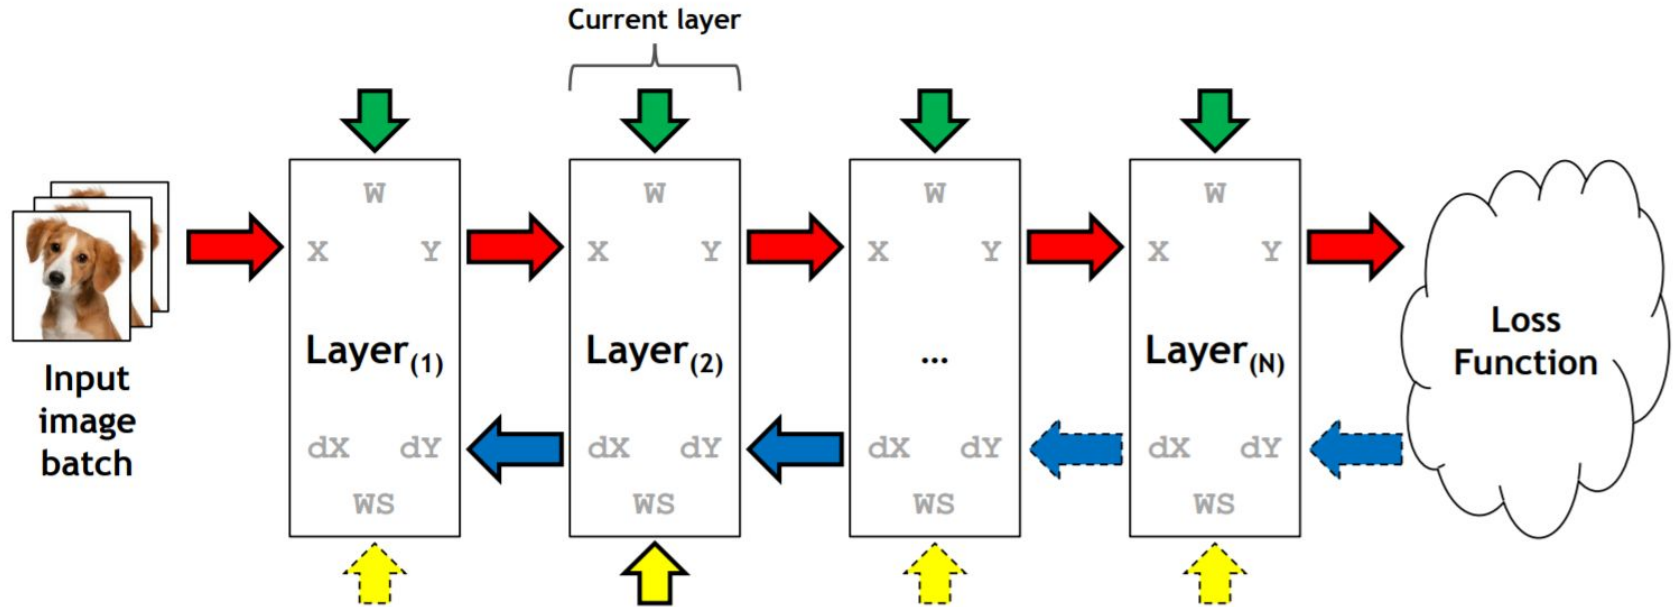 Current layer
W
X Y
Layer(1)
dX dY
WS
W
X Y
Layer(2)
dX dY
WS
W
X Y
...
dX dY
WS
W
X Y
Layer(N)
dX dY
WS
Input
image
batch
Loss
Function